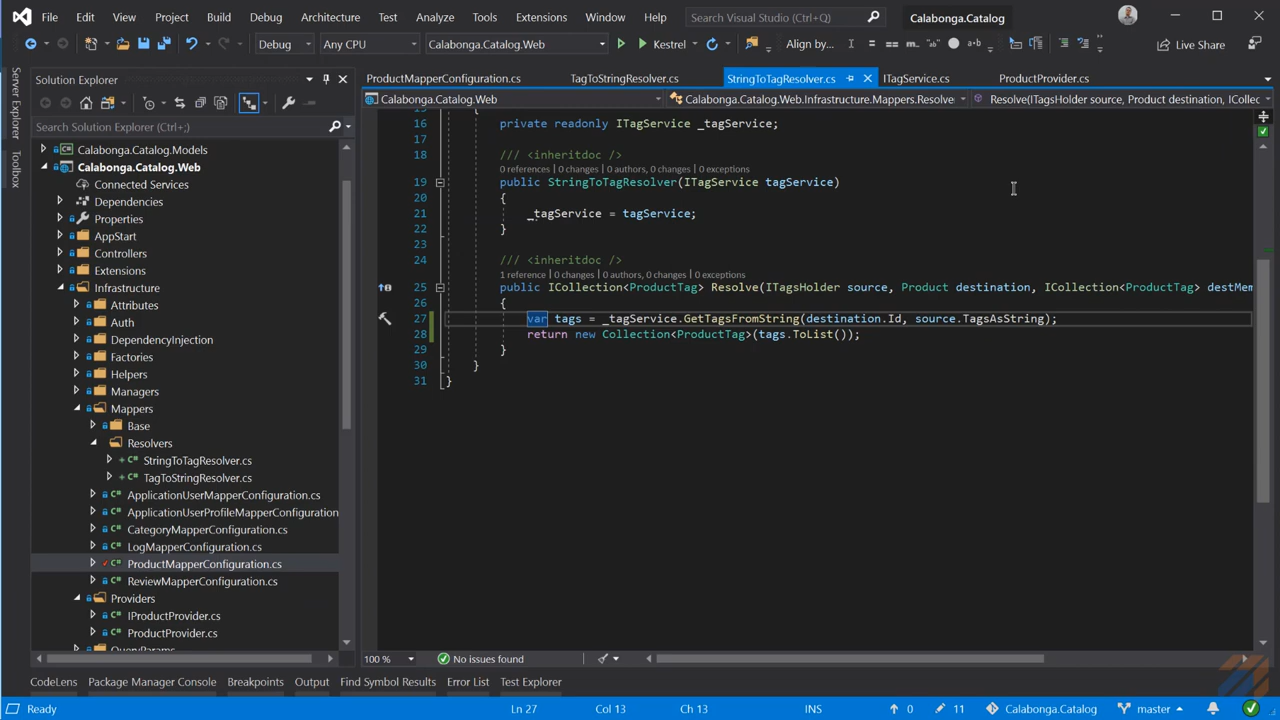 File Edit View Project Build Debug Architecture Test Analyze Tools Extensions Window Help Search Visual Studio (Ctrl+Q) Calabonga.Catalog
Debug Any CPU Calabonga.Catalog.Web Kestrel Align by... Live Share
Server Explorer
Toolbox
Solution Explorer
Search Solution Explorer (Ctrl+;)
Calabonga.Catalog.Models
Calabonga.Catalog.Web
Connected Services
Dependencies
Properties
AppStart
Controllers
Extensions
Infrastructure
Attributes
Auth
DependencyInjection
Factories
Helpers
Managers
Mappers
Base
Resolvers
StringToTagResolver.cs
TagToStringResolver.cs
ApplicationUserMapperConfiguration.cs
ApplicationUserProfileMapperConfiguration
CategoryMapperConfiguration.cs
LogMapperConfiguration.cs
ProductMapperConfiguration.cs
ReviewMapperConfiguration.cs
Providers
IProductProvider.cs
ProductProvider.cs
ProductMapperConfiguration.cs TagToStringResolver.cs StringToTagResolver.cs ITagService.cs ProductProvider.cs
Calabonga.Catalog.Web Calabonga.Catalog.Web.Infrastructure.Mappers.Resolve Resolve(ITagsHolder source, Product destination, ICollec
16 private readonly ITagService _tagService;
17
18 /// <inheritdoc />
0 references | 0 changes | 0 authors, 0 changes | 0 exceptions
19 public StringToTagResolver(ITagService tagService)
20 {
21 _tagService = tagService;
22 }
23
24 /// <inheritdoc />
1 reference | 0 changes | 0 authors, 0 changes | 0 exceptions
25 public ICollection<ProductTag> Resolve(ITagsHolder source, Product destination, ICollection<ProductTag> destMem
26 {
27 var tags = _tagService.GetTagsFromString(destination.Id, source.TagsAsString);
28 return new Collection<ProductTag>(tags.ToList());
29 }
30 }
31 }
100 % No issues found
CodeLens Package Manager Console Breakpoints Output Find Symbol Results Error List Test Explorer
Ready Ln 27 Col 13 Ch 13 INS 0 11 Calabonga.Catalog master